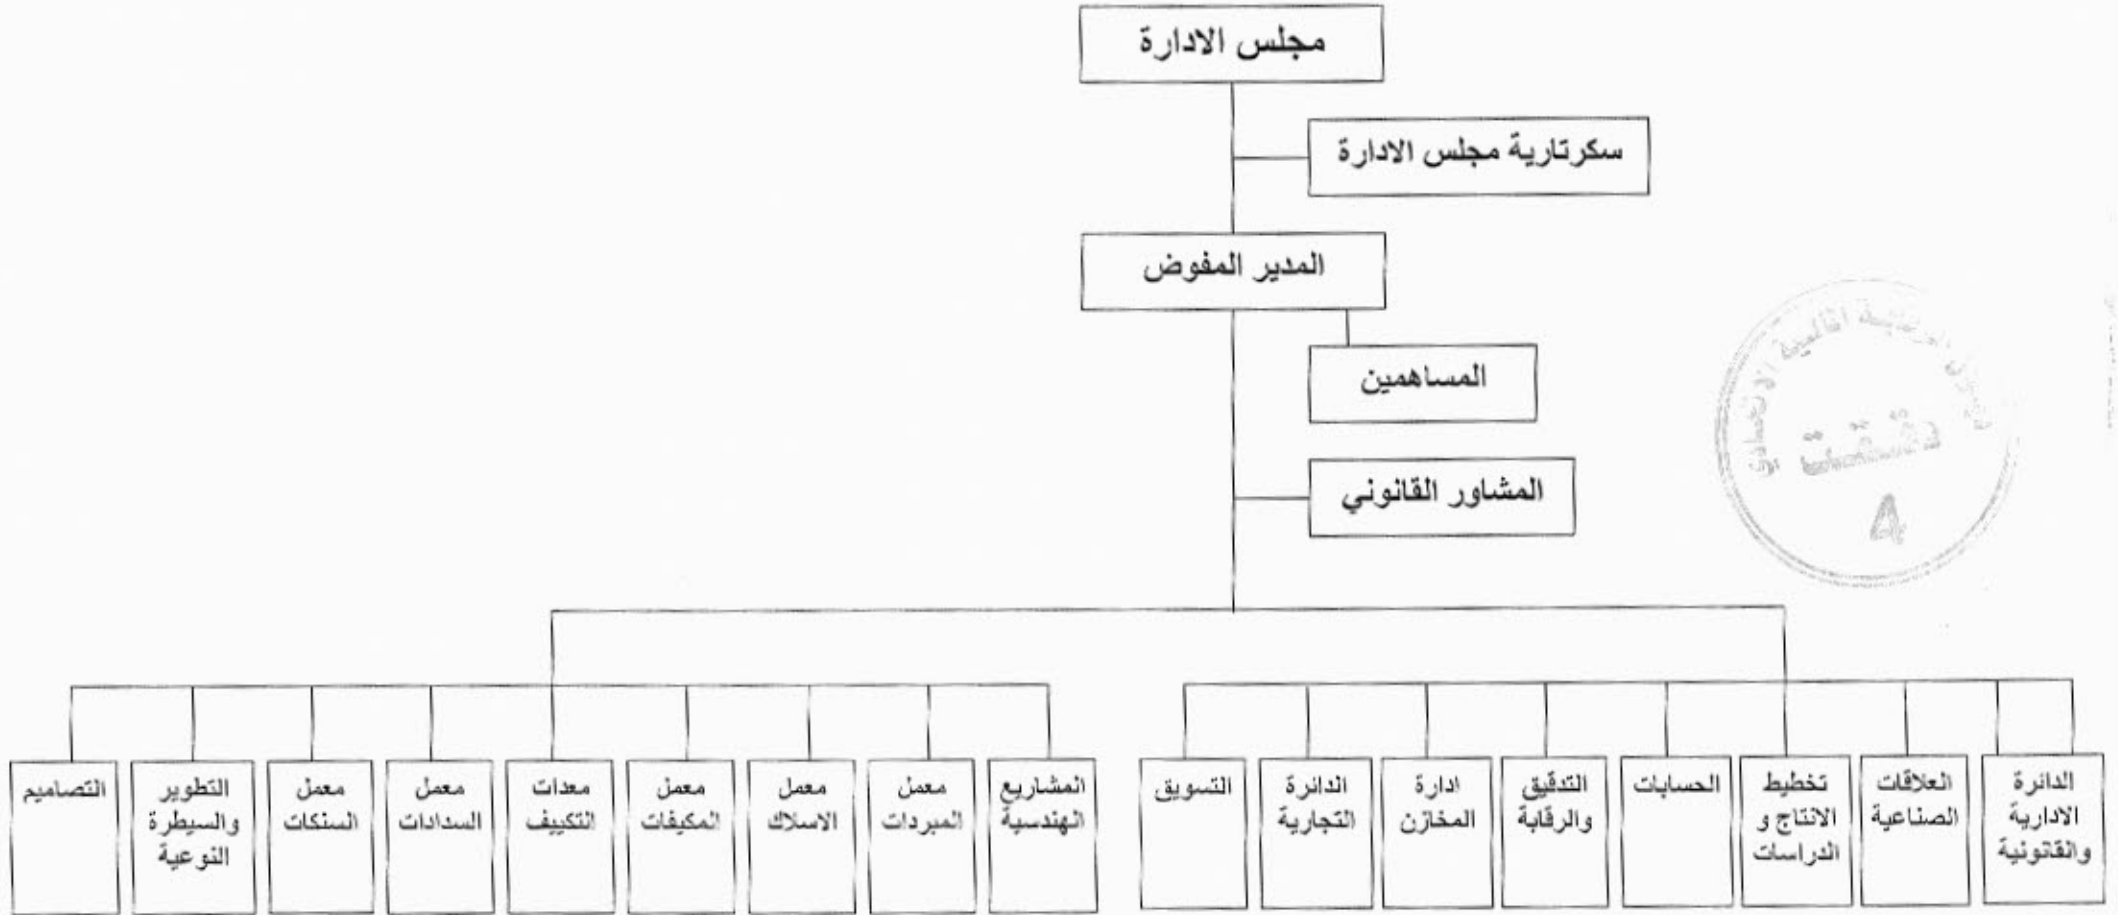 مجلس الادارة
سكرتارية مجلس الادارة
المدير المفوض
المساهمين
المشاور القانوني
الدائرة
الادارية
والقانونية
العلاقات
الصناعية
تخطيط
الانتاج و
الدراسات
الحسابات
التدقيق
والرقابة
ادارة
المخازن
الدائرة
التجارية
التسويق
المشاريع
الهندسية
معمل
المبردات
معمل
الاسلاك
معمل
المكيفات
معدات
التكييف
معمل
السدادات
معمل
السنكات
التطوير
والسيطرة
النوعية
التصاميم
4